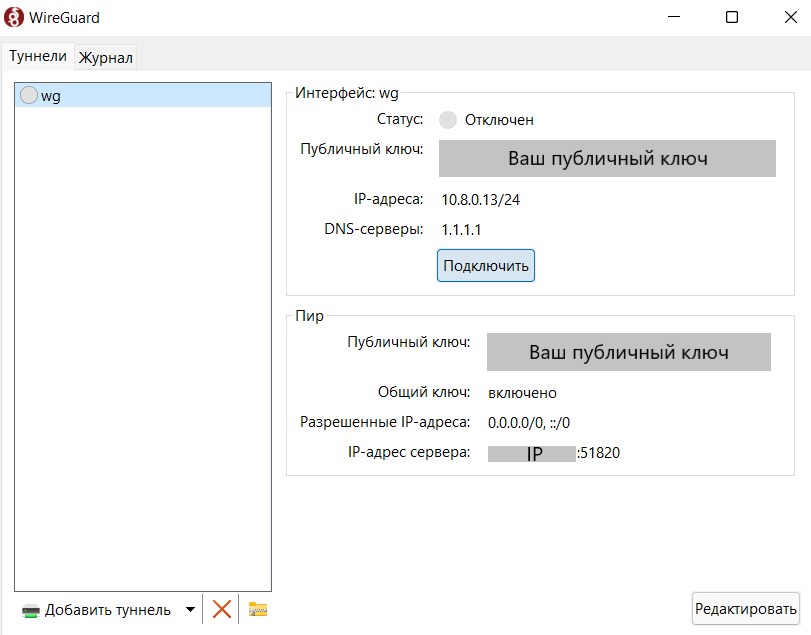 WireGuard
Туннели Журнал
wg
Интерфейс: wg
Статус: Отключен
Публичный ключ: Ваш публичный ключ
IP-адреса: 10.8.0.13/24
DNS-серверы: 1.1.1.1
Подключить
Пир
Публичный ключ: Ваш публичный ключ
Общий ключ: включено
Разрешенные IP-адреса: 0.0.0.0/0, ::/0
IP-адрес сервера: IP :51820
Добавить туннель
Редактировать